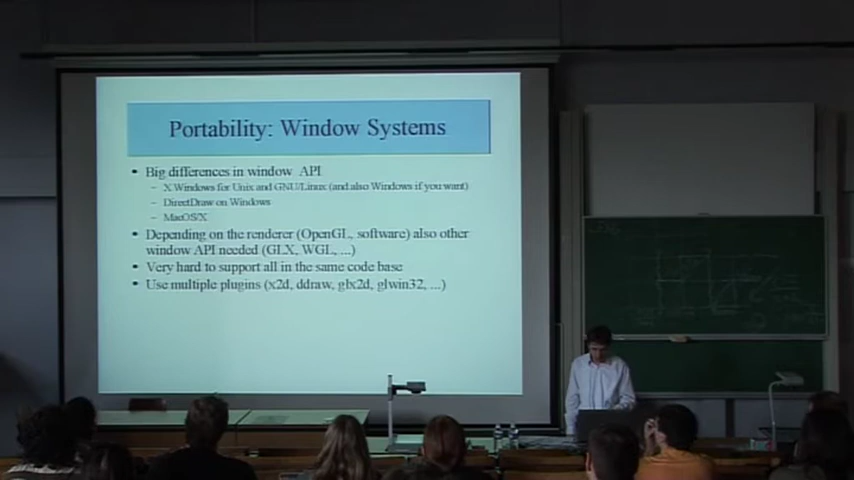 Portability: Window Systems
• Big differences in window API
– X Windows for Unix and GNU/Linux (and also Windows if you want)
– DirectDraw on Windows
– MacOS/X
• Depending on the renderer (OpenGL, software) also other
window API needed (GLX, WGL, ...)
• Very hard to support all in the same code base
• Use multiple plugins (x2d, ddraw, glx2d, glwin32, ...)